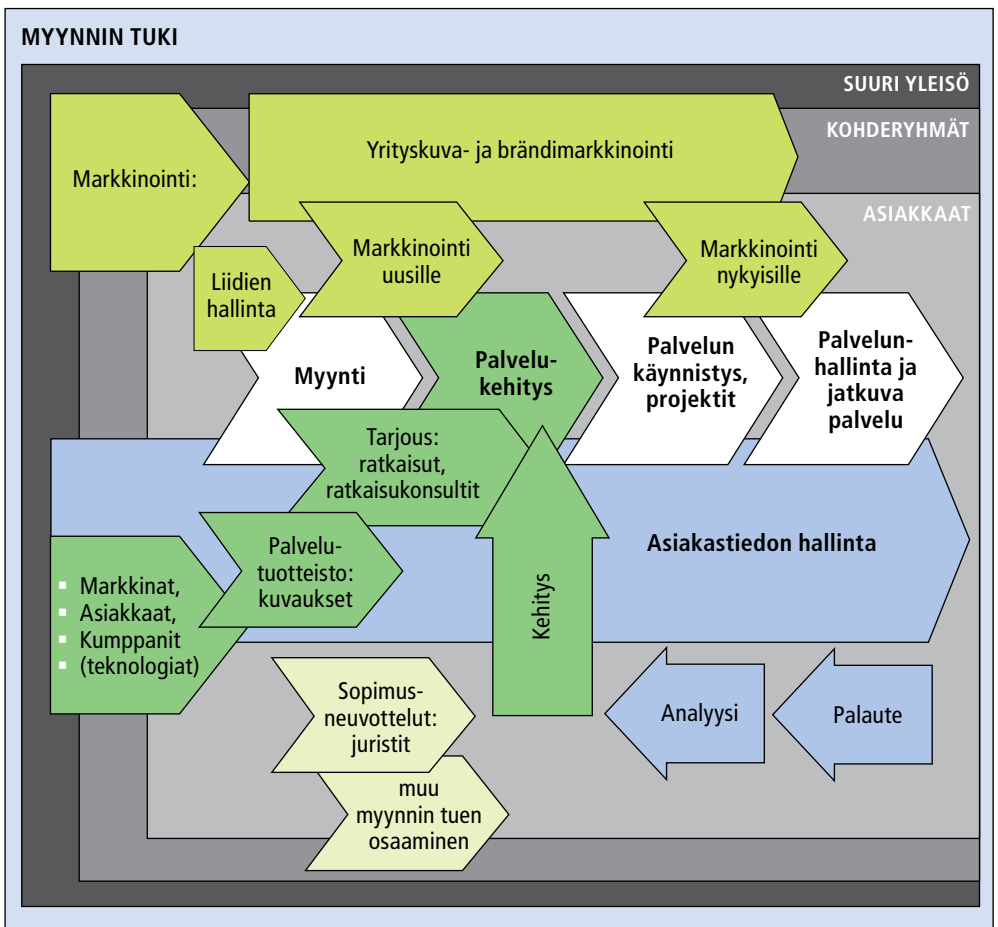 MYYNNIN TUKI
SUURI YLEISÖ
KOHDERYHMÄT
ASIAKKAAT
Markkinointi:
Yrityskuva- ja brändimarkkinointi
Liidien
hallinta
Markkinointi
uusille
Markkinointi
nykyisille
Myynti
Palvelu-
kehitys
Palvelun
käynnistys,
projektit
Palvelun-
hallinta ja
jatkuva
palvelu
Tarjous:
ratkaisut,
ratkaisukonsultit
Asiakastiedon hallinta
Palvelu-
tuotteisto:
kuvaukset
▪ Markkinat,
▪ Asiakkaat,
▪ Kumppanit
▪ (teknologiat)
Kehitys
Sopimus-
neuvottelut:
juristit
Analyysi
Palaute
muu
myynnin tuen
osaaminen